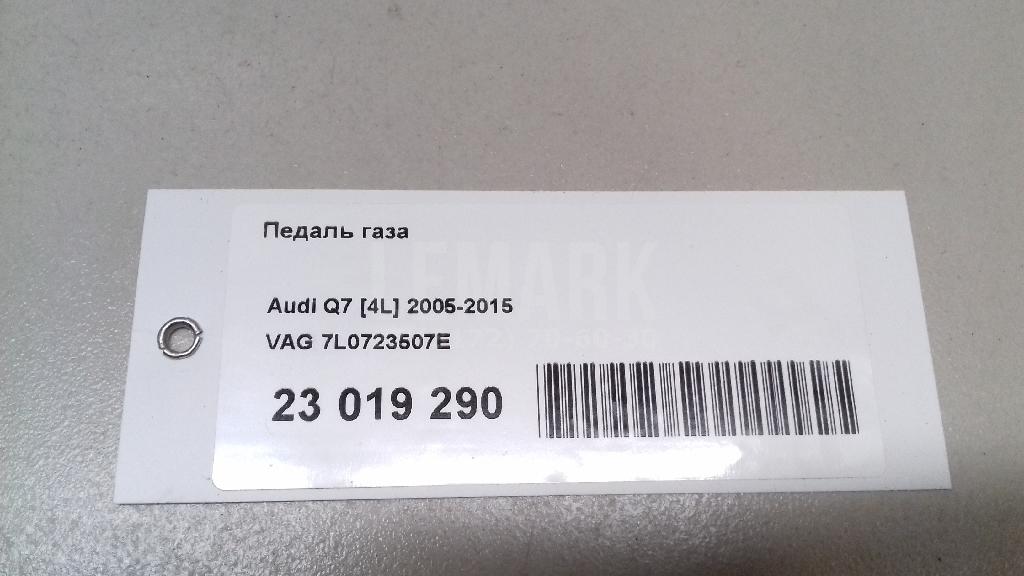 Педаль газа
LEMARK
Audi Q7 [4L] 2005-2015
VAG 7L0723507E
23 019 290